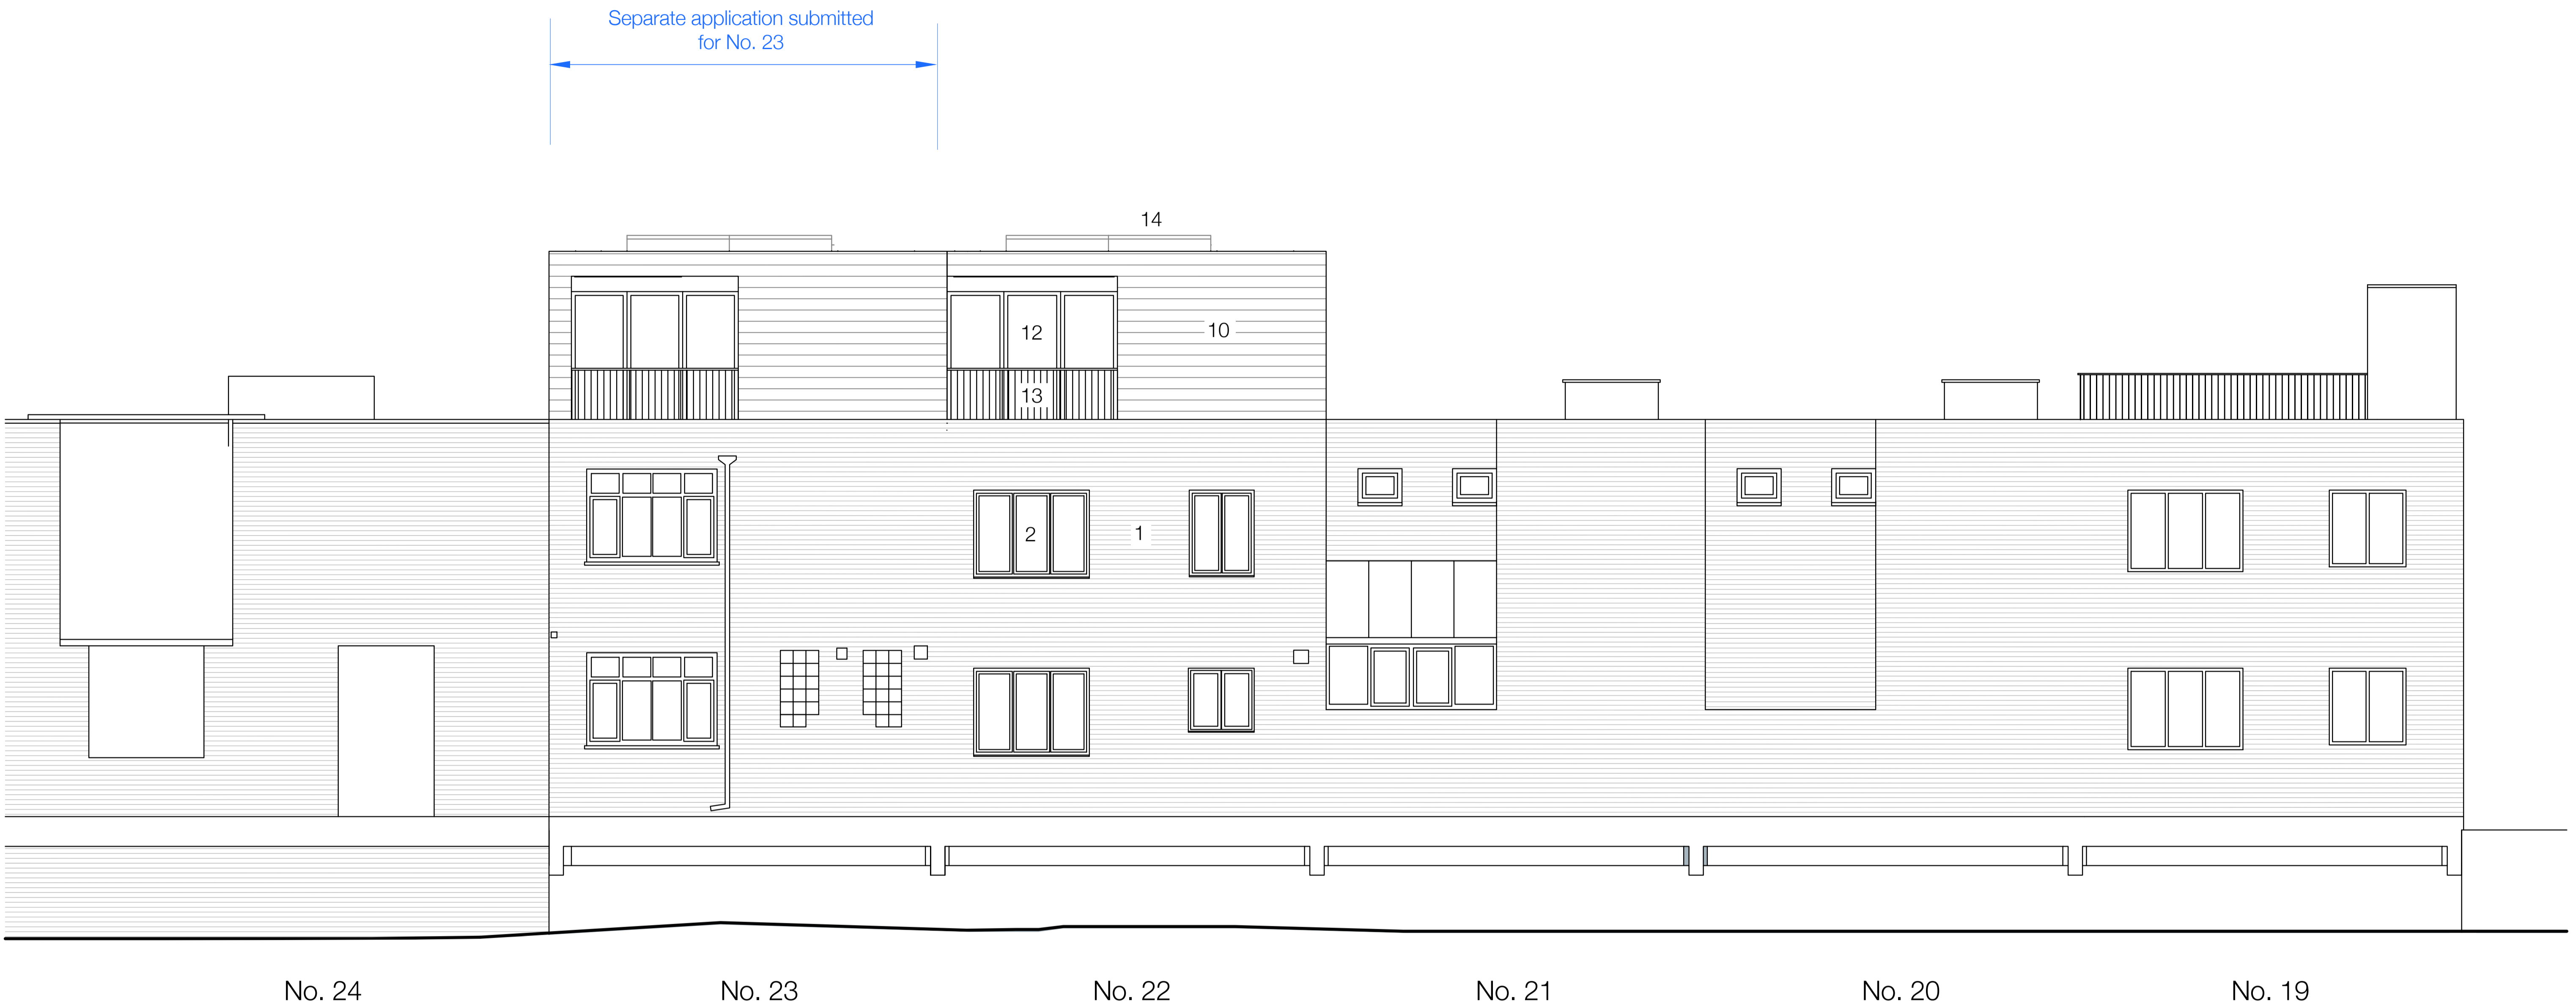 Separate application submitted
for No. 23
14
12
10
13
2
1
No. 24
No. 23
No. 22
No. 21
No. 20
No. 19